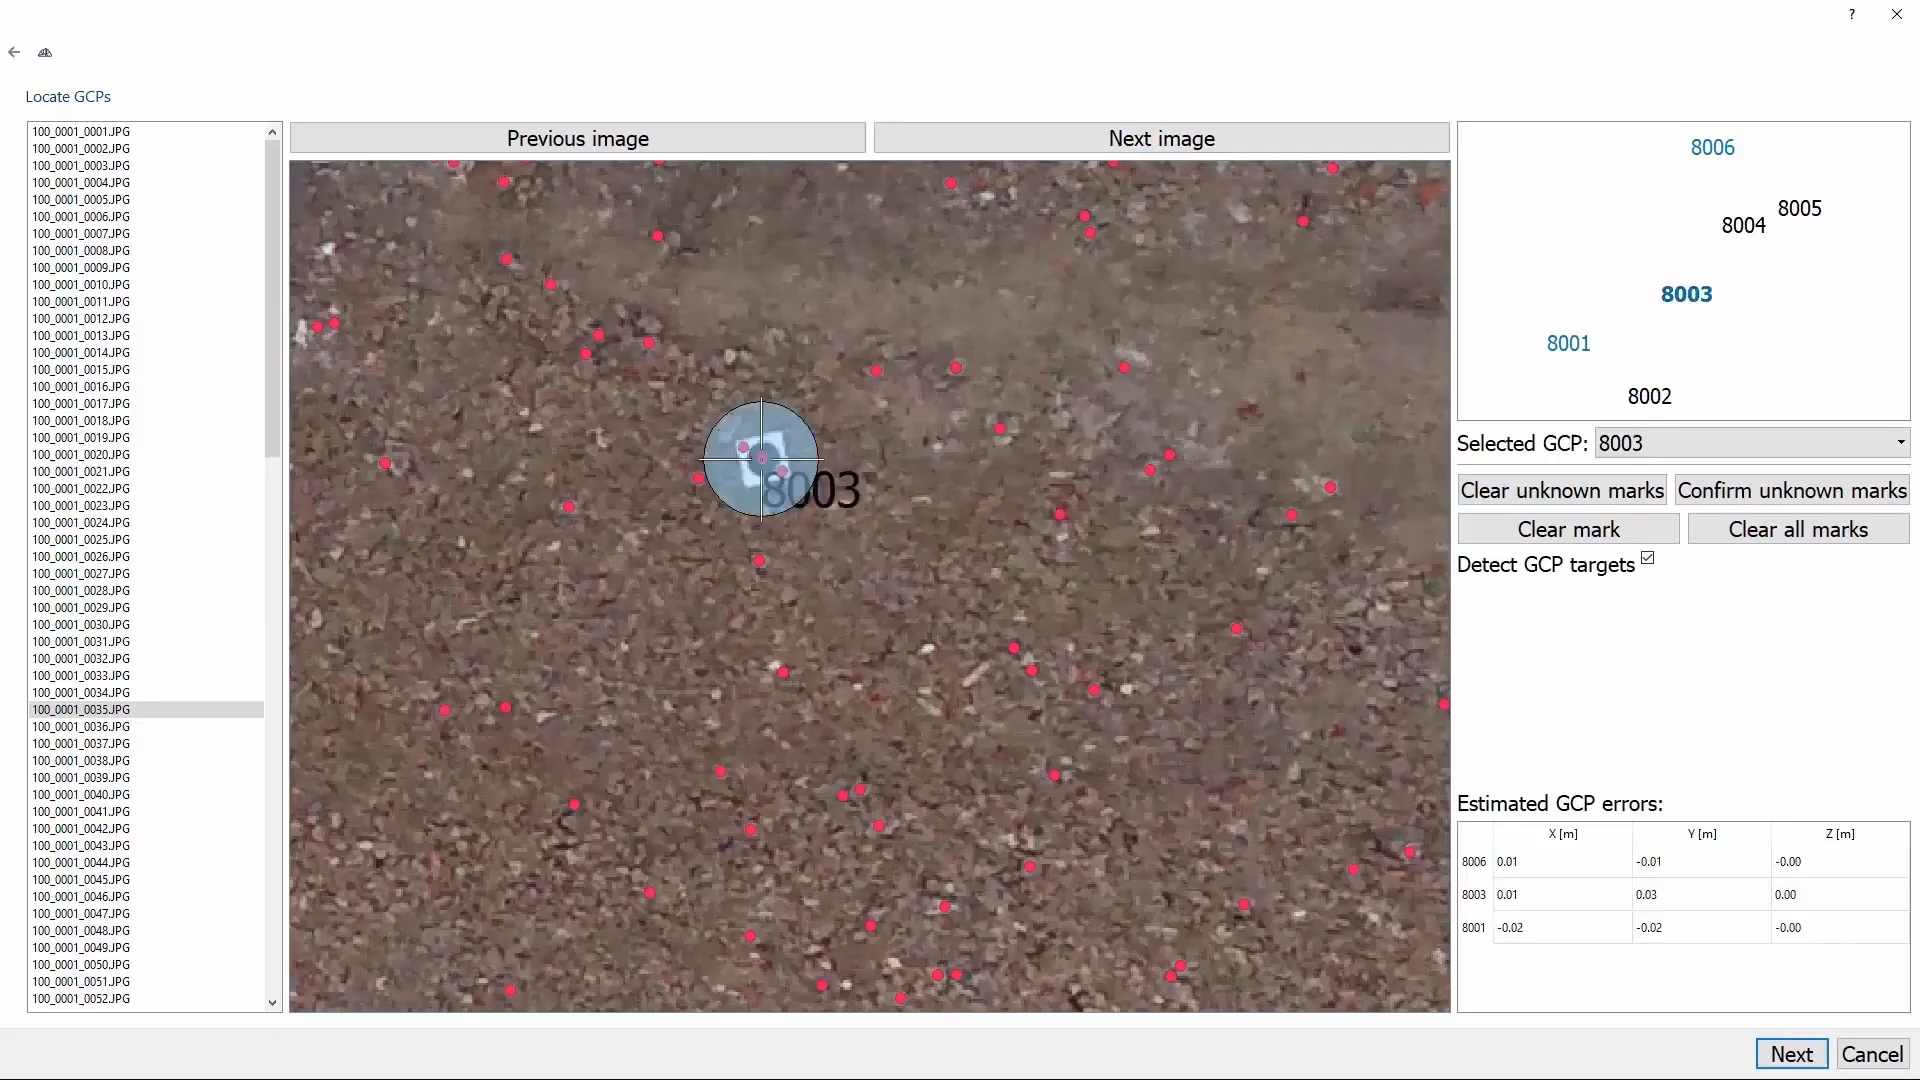 ?
Locate GCPs
100_0001_0001.JPG
100_0001_0002.JPG
100_0001_0003.JPG
100_0001_0004.JPG
100_0001_0005.JPG
100_0001_0006.JPG
100_0001_0007.JPG
100_0001_0008.JPG
100_0001_0009.JPG
100_0001_0010.JPG
100_0001_0011.JPG
100_0001_0012.JPG
100_0001_0013.JPG
100_0001_0014.JPG
100_0001_0015.JPG
100_0001_0016.JPG
100_0001_0017.JPG
100_0001_0018.JPG
100_0001_0019.JPG
100_0001_0020.JPG
100_0001_0021.JPG
100_0001_0022.JPG
100_0001_0023.JPG
100_0001_0024.JPG
100_0001_0025.JPG
100_0001_0026.JPG
100_0001_0027.JPG
100_0001_0028.JPG
100_0001_0029.JPG
100_0001_0030.JPG
100_0001_0031.JPG
100_0001_0032.JPG
100_0001_0033.JPG
100_0001_0034.JPG
100_0001_0035.JPG
100_0001_0036.JPG
100_0001_0037.JPG
100_0001_0038.JPG
100_0001_0039.JPG
100_0001_0040.JPG
100_0001_0041.JPG
100_0001_0042.JPG
100_0001_0043.JPG
100_0001_0044.JPG
100_0001_0045.JPG
100_0001_0046.JPG
100_0001_0047.JPG
100_0001_0048.JPG
100_0001_0049.JPG
100_0001_0050.JPG
100_0001_0051.JPG
100_0001_0052.JPG
Previous image
Next image
8003
8006
8005
8004
8003
8001
8002
Selected GCP: 8003
Clear unknown marks Confirm unknown marks
Clear mark Clear all marks
Detect GCP targets
Estimated GCP errors:
X [m] Y [m] Z [m]
8006 0.01 -0.01 -0.00
8003 0.01 0.03 0.00
8001 -0.02 -0.02 -0.00
Next Cancel